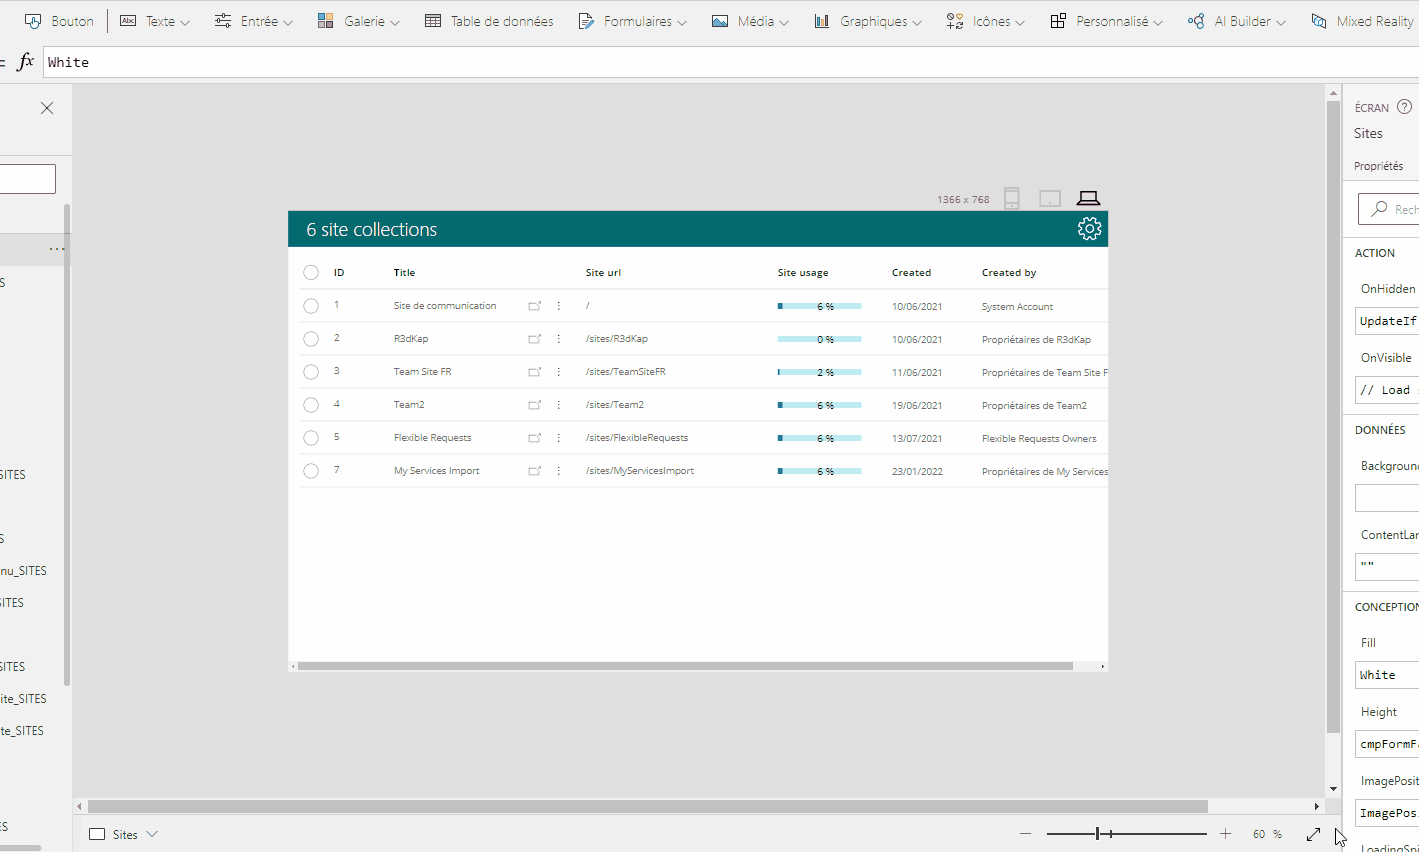 Bouton Texte Entrée Galerie Table de données Formulaires Média Graphiques Icônes Personnalisé AI Builder Mixed Reality
= fx White
ÉCRAN
Sites
Propriétés
Rech
ACTION
OnHidden
UpdateIf
OnVisible
// Load
DONNÉES
Background
ContentLan
""
CONCEPTION
Fill
White
Height
cmpFormFa
ImagePosit
ImagePos
LoadingSpi
S
SITES
S
nu_SITES
SITES
SITES
ite_SITES
te_SITES
S
1366 x 768
6 site collections
ID Title Site url Site usage Created Created by
1 Site de communication / 6 % 10/06/2021 System Account
2 R3dKap /sites/R3dKap 0 % 10/06/2021 Propriétaires de R3dKap
3 Team Site FR /sites/TeamSiteFR 2 % 11/06/2021 Propriétaires de Team Site F
4 Team2 /sites/Team2 6 % 19/06/2021 Propriétaires de Team2
5 Flexible Requests /sites/FlexibleRequests 6 % 13/07/2021 Flexible Requests Owners
7 My Services Import /sites/MyServicesImport 6 % 23/01/2022 Propriétaires de My Services
Sites 60 %